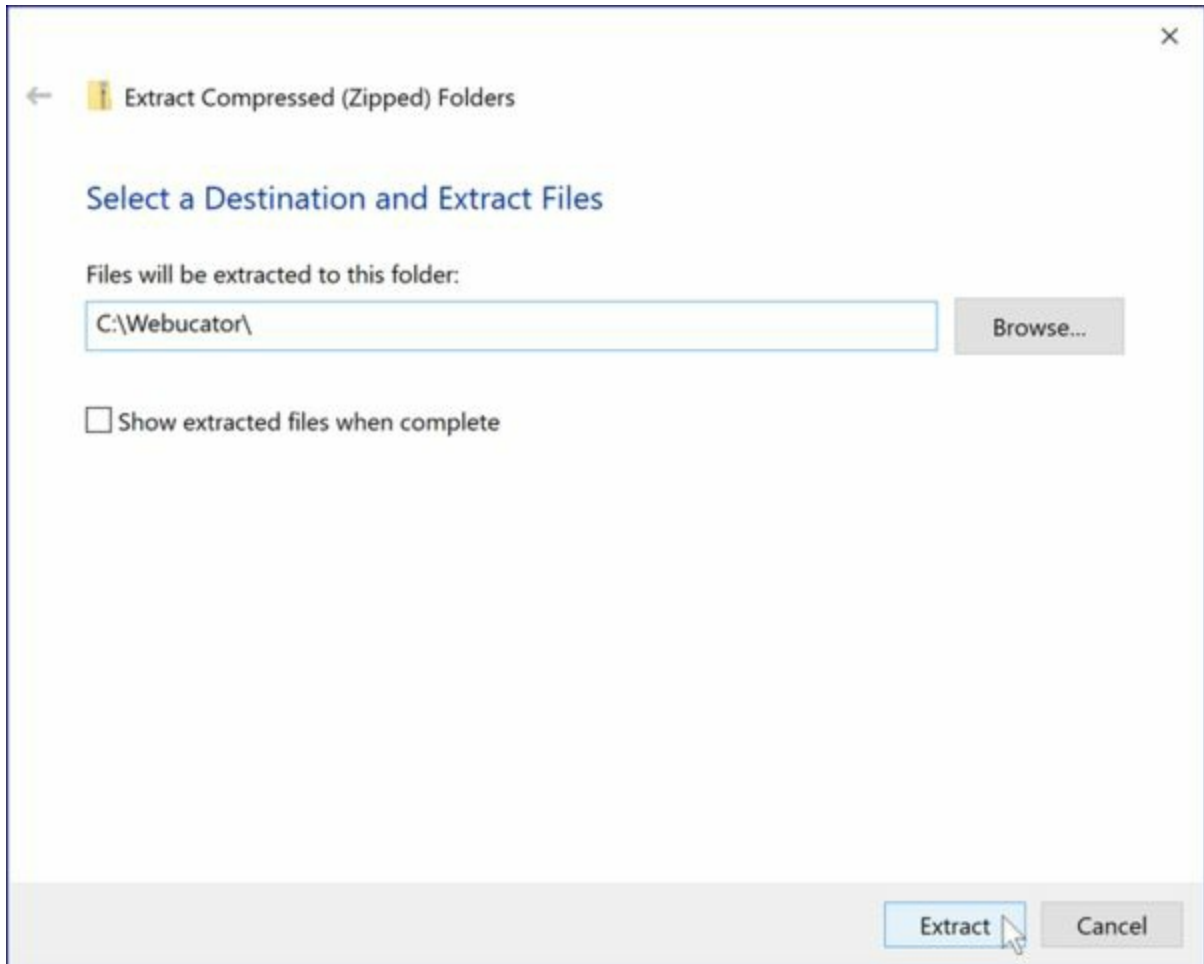 Extract Compressed (Zipped) Folders
Select a Destination and Extract Files
Files will be extracted to this folder:
C:\Webucator\
Browse...
Show extracted files when complete
Extract
Cancel